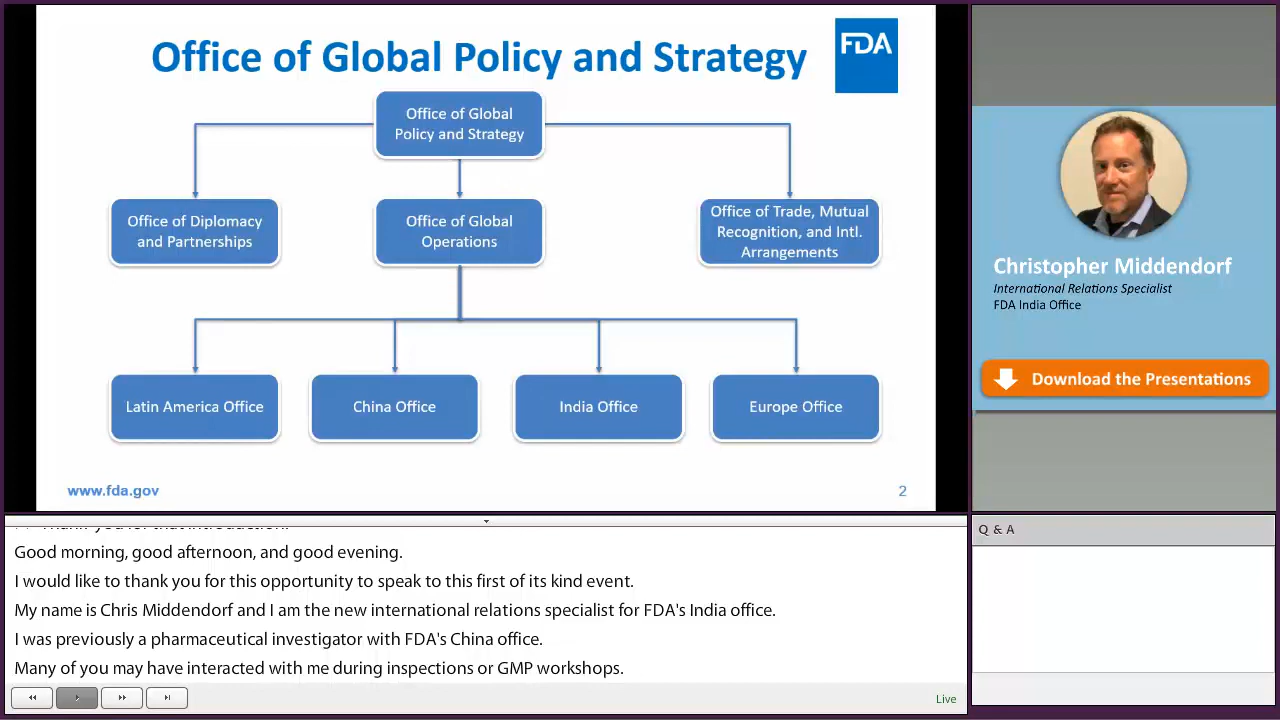 Office of Global Policy and Strategy
FDA
Office of Global
Policy and Strategy
Office of Diplomacy
and Partnerships
Office of Global
Operations
Office of Trade, Mutual
Recognition, and Intl.
Arrangements
Latin America Office
China Office
India Office
Europe Office
www.fda.gov
2
Christopher Middendorf
International Relations Specialist
FDA India Office
Download the Presentations
Thank you for that introduction.
Good morning, good afternoon, and good evening.
I would like to thank you for this opportunity to speak to this first of its kind event.
My name is Chris Middendorf and I am the new international relations specialist for FDA's India office.
I was previously a pharmaceutical investigator with FDA's China office.
Many of you may have interacted with me during inspections or GMP workshops.
Live
Q & A